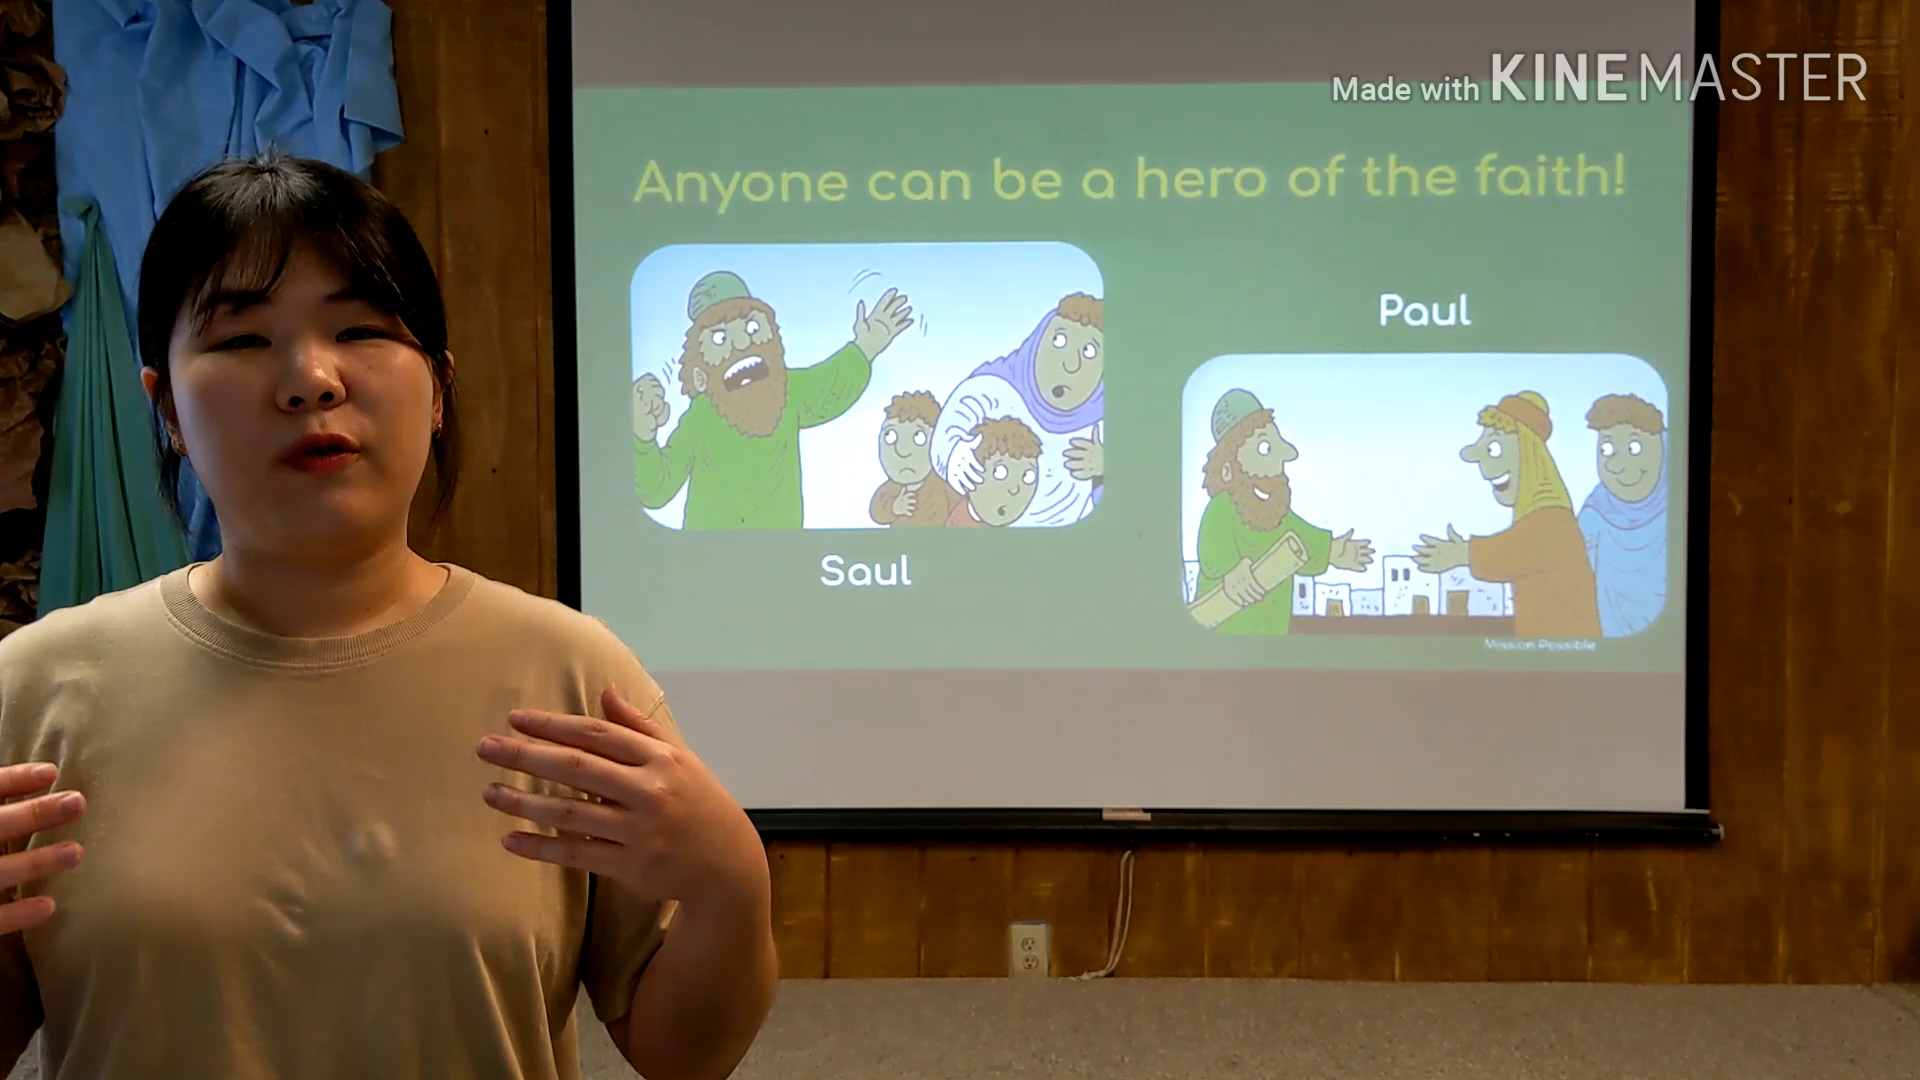 Made with KINEMASTER
Anyone can be a hero of the faith!
Paul
Saul
Mission Possible